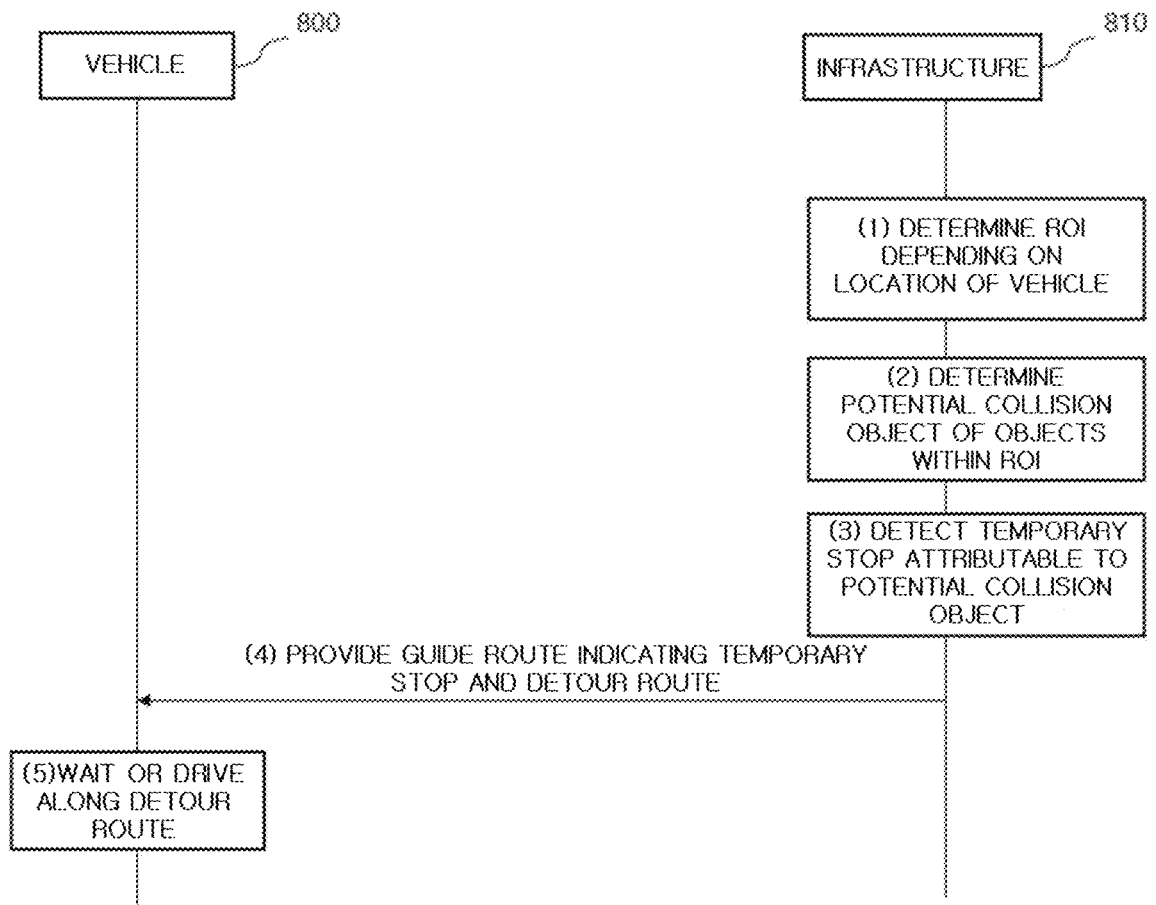 800
VEHICLE
810
INFRASTRUCTURE
(1) DETERMINE ROI
DEPENDING ON
LOCATION OF VEHICLE
(2) DETERMINE
POTENTIAL COLLISION
OBJECT OF OBJECTS
WITHIN ROI
(3) DETECT TEMPORARY
STOP ATTRIBUTABLE TO
POTENTIAL COLLISION
OBJECT
(4) PROVIDE GUIDE ROUTE INDICATING TEMPORARY
STOP AND DETOUR ROUTE
(5)WAIT OR DRIVE
ALONG DETOUR
ROUTE